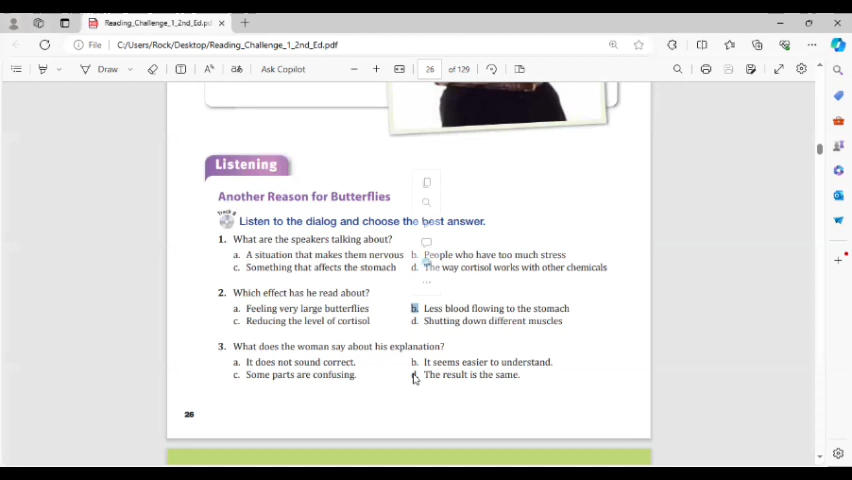 Reading_Challenge_1_2nd_Ed.pd
File C:/Users/Rock/Desktop/Reading_Challenge_1_2nd_Ed.pdf
Draw Ask Copilot 26 of 129
Listening
Another Reason for Butterflies
Track 8
Listen to the dialog and choose the best answer.
1. What are the speakers talking about?
a. A situation that makes them nervous b. People who have too much stress
c. Something that affects the stomach d. The way cortisol works with other chemicals
2. Which effect has he read about?
a. Feeling very large butterflies b. Less blood flowing to the stomach
c. Reducing the level of cortisol d. Shutting down different muscles
3. What does the woman say about his explanation?
a. It does not sound correct. b. It seems easier to understand.
c. Some parts are confusing. d. The result is the same.
26